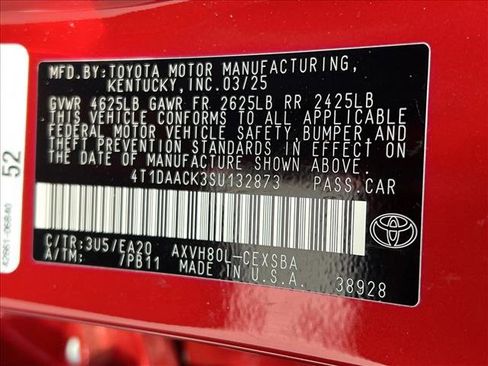 MFD.BY:TOYOTA MOTOR MANUFACTURING,
KENTUCKY,INC.03/25
GVWR 4625LB GAWR FR 2625LB RR 2425LB
THIS VEHICLE CONFORMS TO ALL APPLICABLE
FEDERAL MOTOR VEHICLE SAFETY,BUMPER,AND
THEFT PREVENTION STANDARDS IN EFFECT ON
THE DATE OF MANUFACTURE SHOWN ABOVE.
4T1DAACK3SU132873 PASS.CAR
C/TR:3U5/EA20 AXVH80L-CEXSBA
A/TM: 7PB11 MADE IN U.S.A.
38928
52